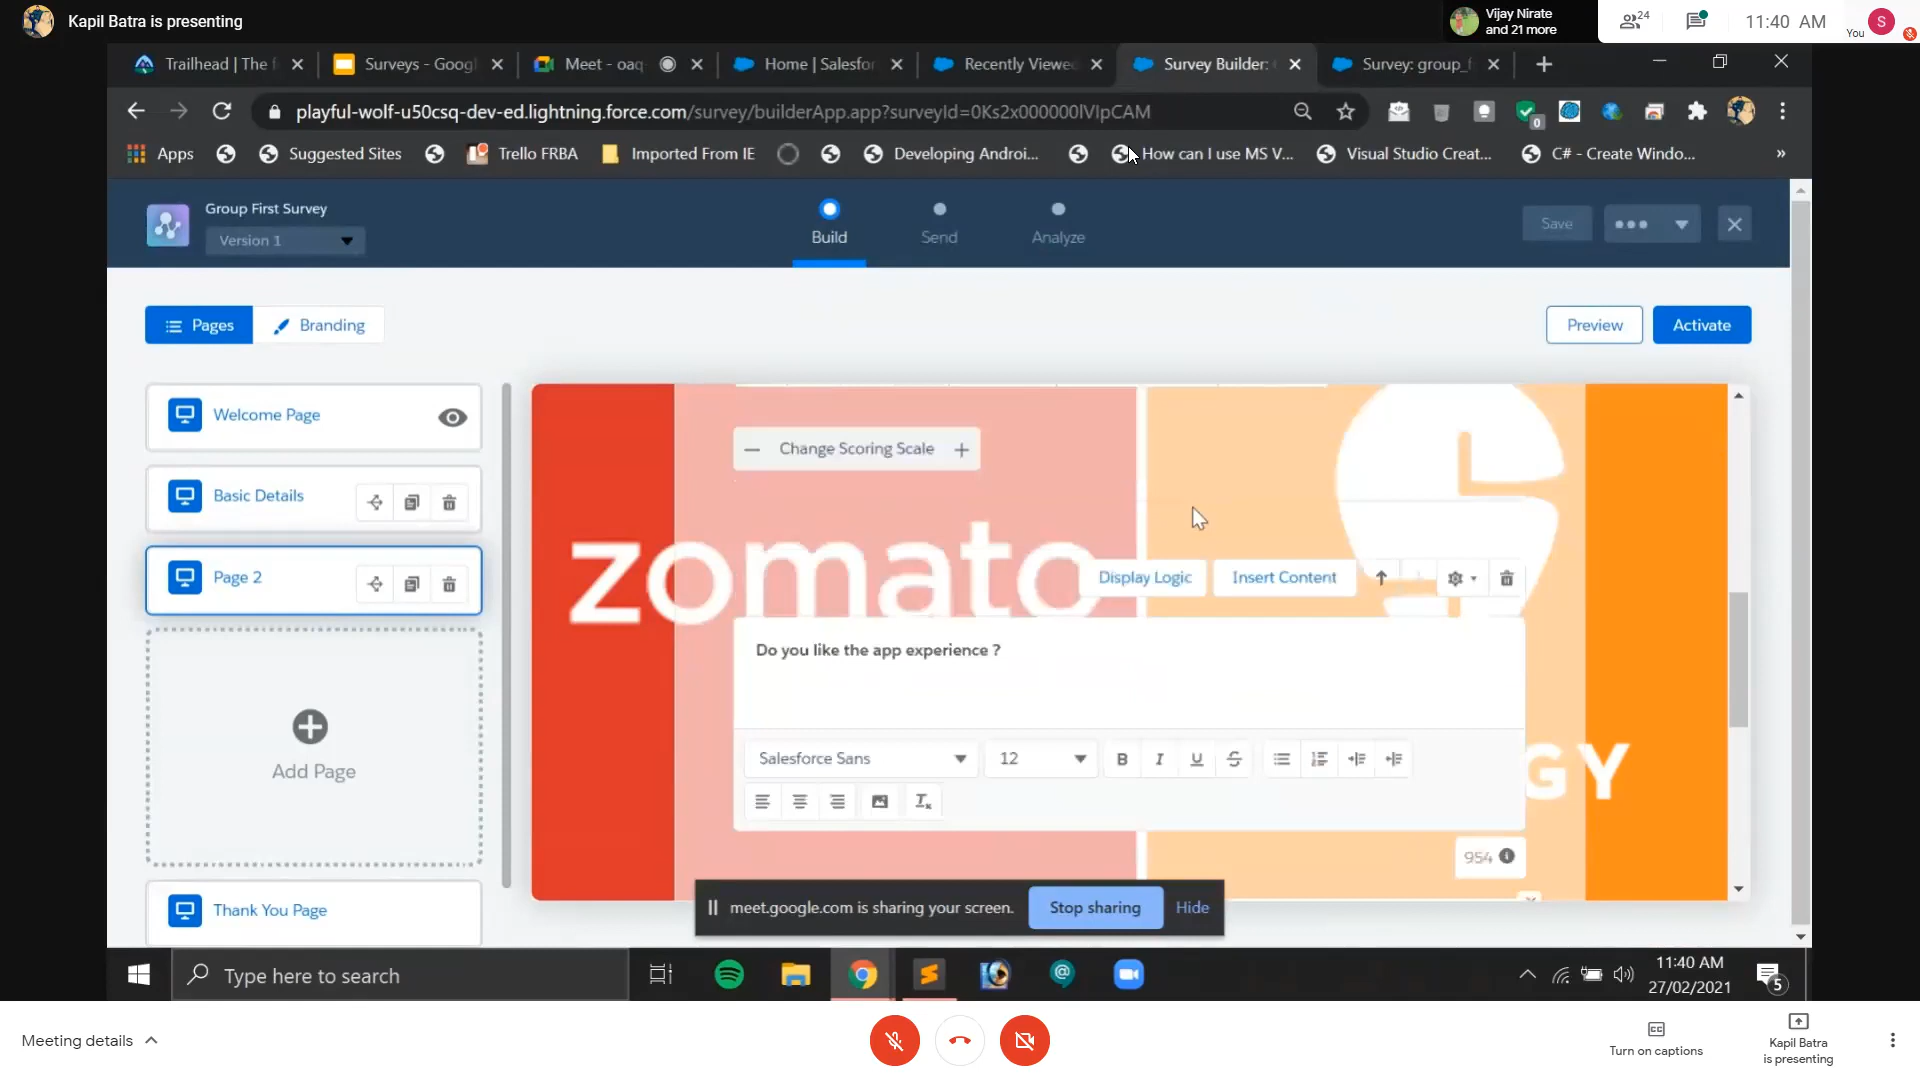 Kapil Batra is presenting
Vijay Nirate
and 21 more
24
11:40 AM
You
S
Trailhead | The
Surveys - Googl
Meet - oaq
Home | Salesfor
Recently Viewed
Survey Builder:
Survey: group_f
playful-wolf-u50csq-dev-ed.lightning.force.com/survey/builderApp.app?surveyId=0Ks2x000000lVIpCAM
0
Apps
Suggested Sites
Trello FRBA
Imported From IE
Developing Androi...
How can I use MS V...
Visual Studio Creat...
C# - Create Windo...
»
Group First Survey
Version 1
Build
Send
Analyze
Save
Pages
Branding
Preview
Activate
Welcome Page
Basic Details
Page 2
Add Page
Thank You Page
Change Scoring Scale
zomato
Display Logic
Insert Content
Do you like the app experience ?
Salesforce Sans
12
B I U S
GY
954
meet.google.com is sharing your screen.
Stop sharing
Hide
Type here to search
11:40 AM
27/02/2021
5
Meeting details
Turn on captions
Kapil Batra
is presenting